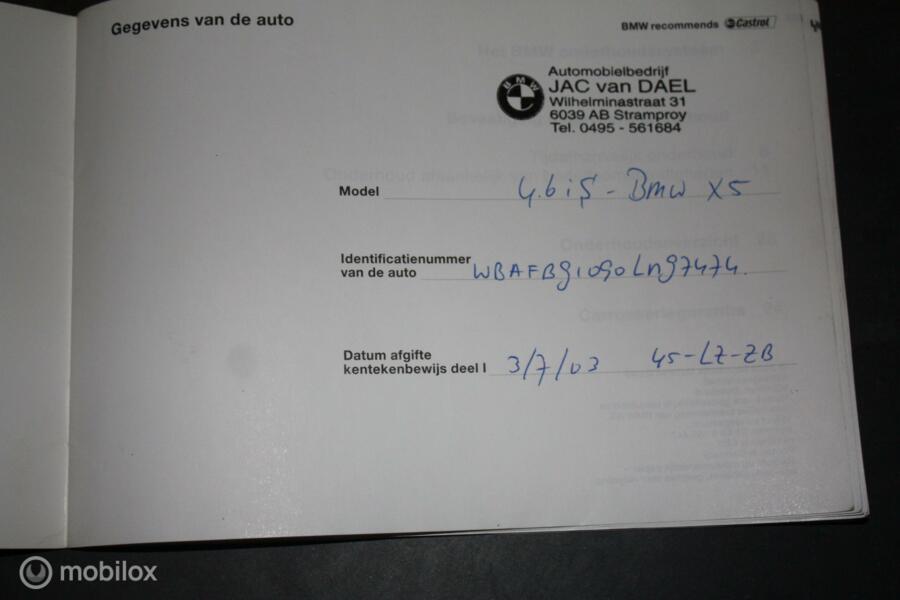 Gegevens van de auto
BMW recommends Castrol
BMW
Automobielbedrijf
JAC van DAEL
Wilhelminastraat 31
6039 AB Stramproy
Tel. 0495 - 561684
Model 4.6iS - BMW X5
Identificatienummer
van de auto WBAFB91090LN97474.
Datum afgifte
kentekenbewijs deel I 3/7/03 45-LZ-ZB
mobilox